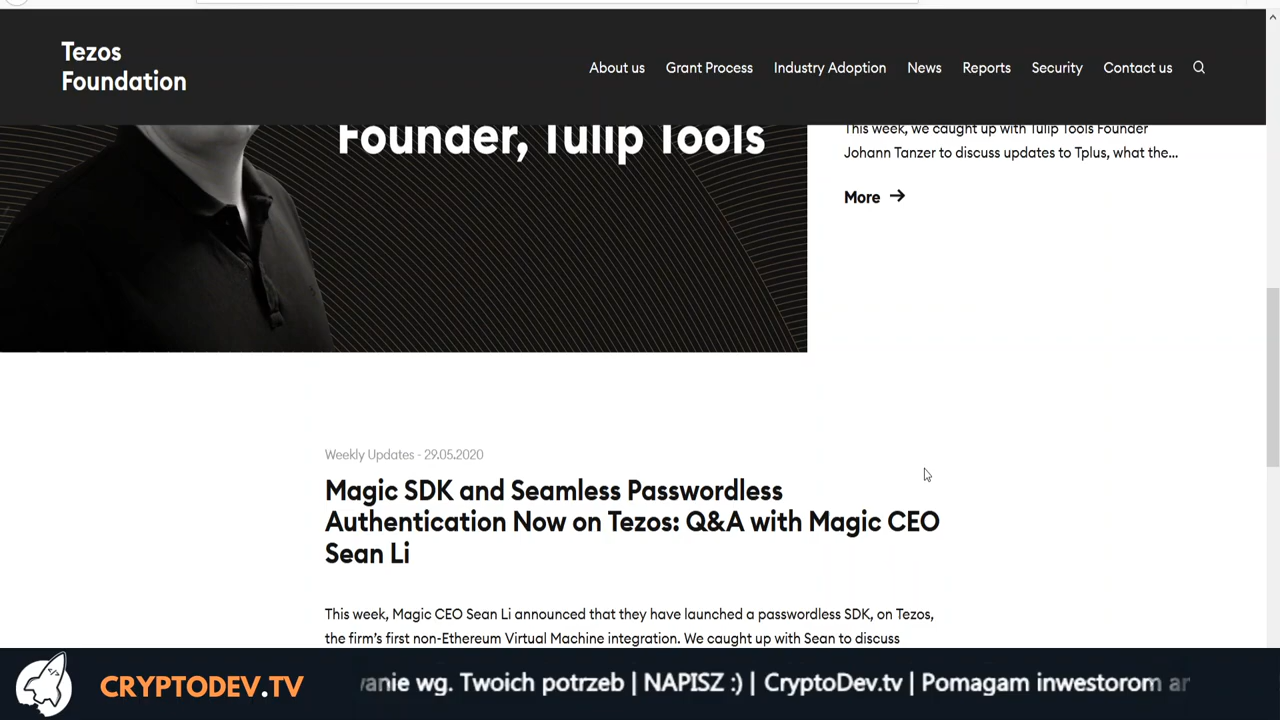 Tezos
Foundation
About us Grant Process Industry Adoption News Reports Security Contact us
Founder, Tulip Tools
This week, we caught up with Tulip Tools Founder
Johann Tanzer to discuss updates to Tplus, what the...
More →
Weekly Updates - 29.05.2020
Magic SDK and Seamless Passwordless
Authentication Now on Tezos: Q&A with Magic CEO
Sean Li
This week, Magic CEO Sean Li announced that they have launched a passwordless SDK, on Tezos,
the firm's first non-Ethereum Virtual Machine integration. We caught up with Sean to discuss
CRYPTODEV.TV
wg. Twoich potrzeb | NAPISZ :) | CryptoDev.tv | Pomagam inwestorom